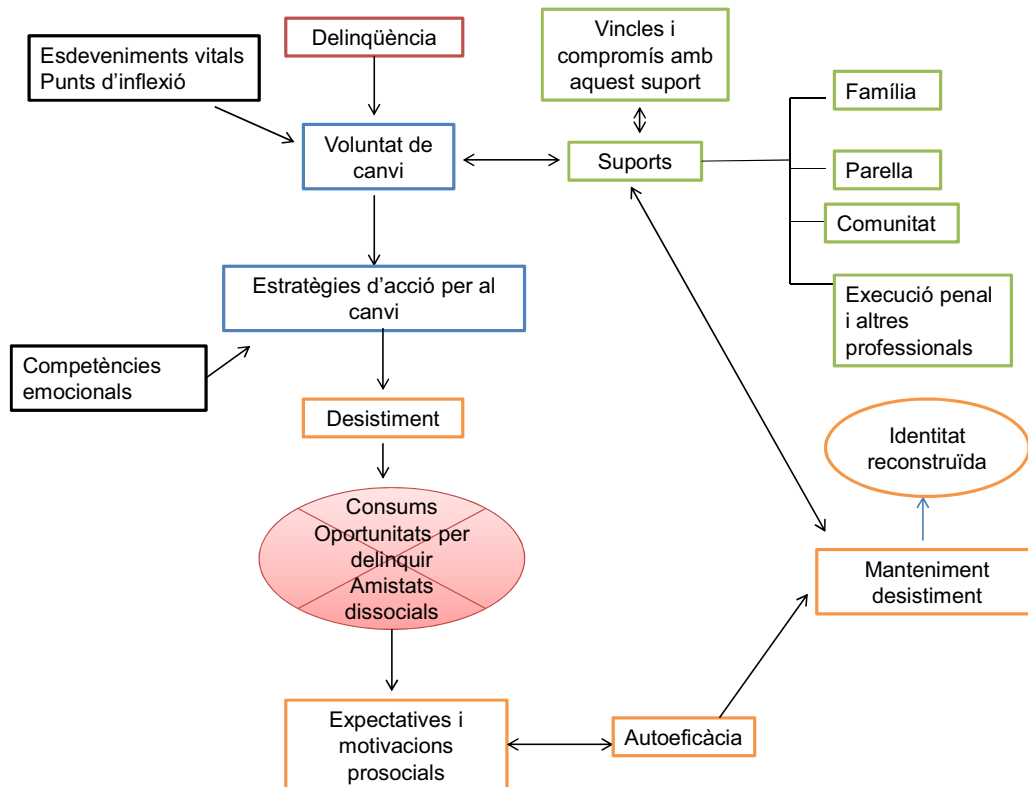 Delinqüència
Esdeveniments vitals
Punts d’inflexió
Vincles i
compromís amb
aquest suport
Família
Voluntat de
canvi
Suports
Parella
Comunitat
Estratègies d’acció per al
canvi
Execució penal
i altres
professionals
Competències
emocionals
Desistiment
Identitat
reconstruïda
Consums
Oportunitats per
delinquir
Amistats
dissocials
Manteniment
desistiment
Expectatives i
motivacions
prosocials
Autoeficàcia